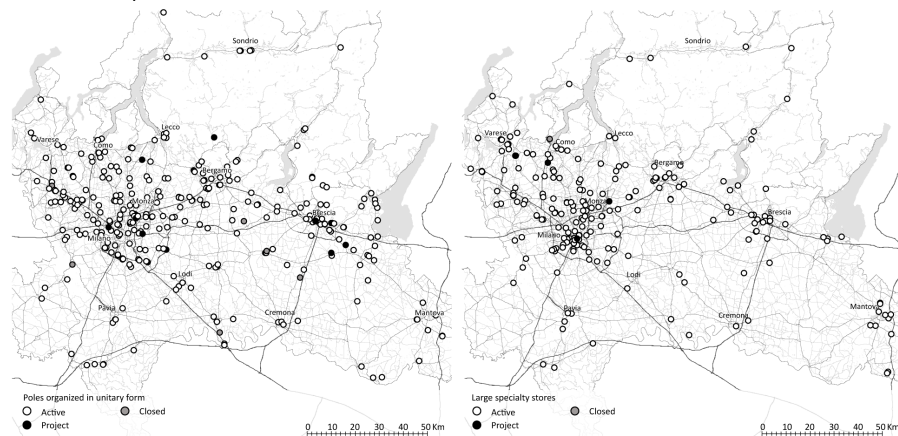 Sondrio
Lecco
Varese
Como
Bergamo
Monza
Brescia
Milano
Lodi
Pavia
Cremona
Mantova
Poles organized in unitary form
Active
Closed
Project
0 10 20 30 40 50 Km
Sondrio
Varese
Lecco
Como
Bergamo
Monza
Brescia
Milano
Lodi
Pavia
Cremona
Mantova
Large specialty stores
Active
Closed
Project
0 10 20 30 40 50 Km